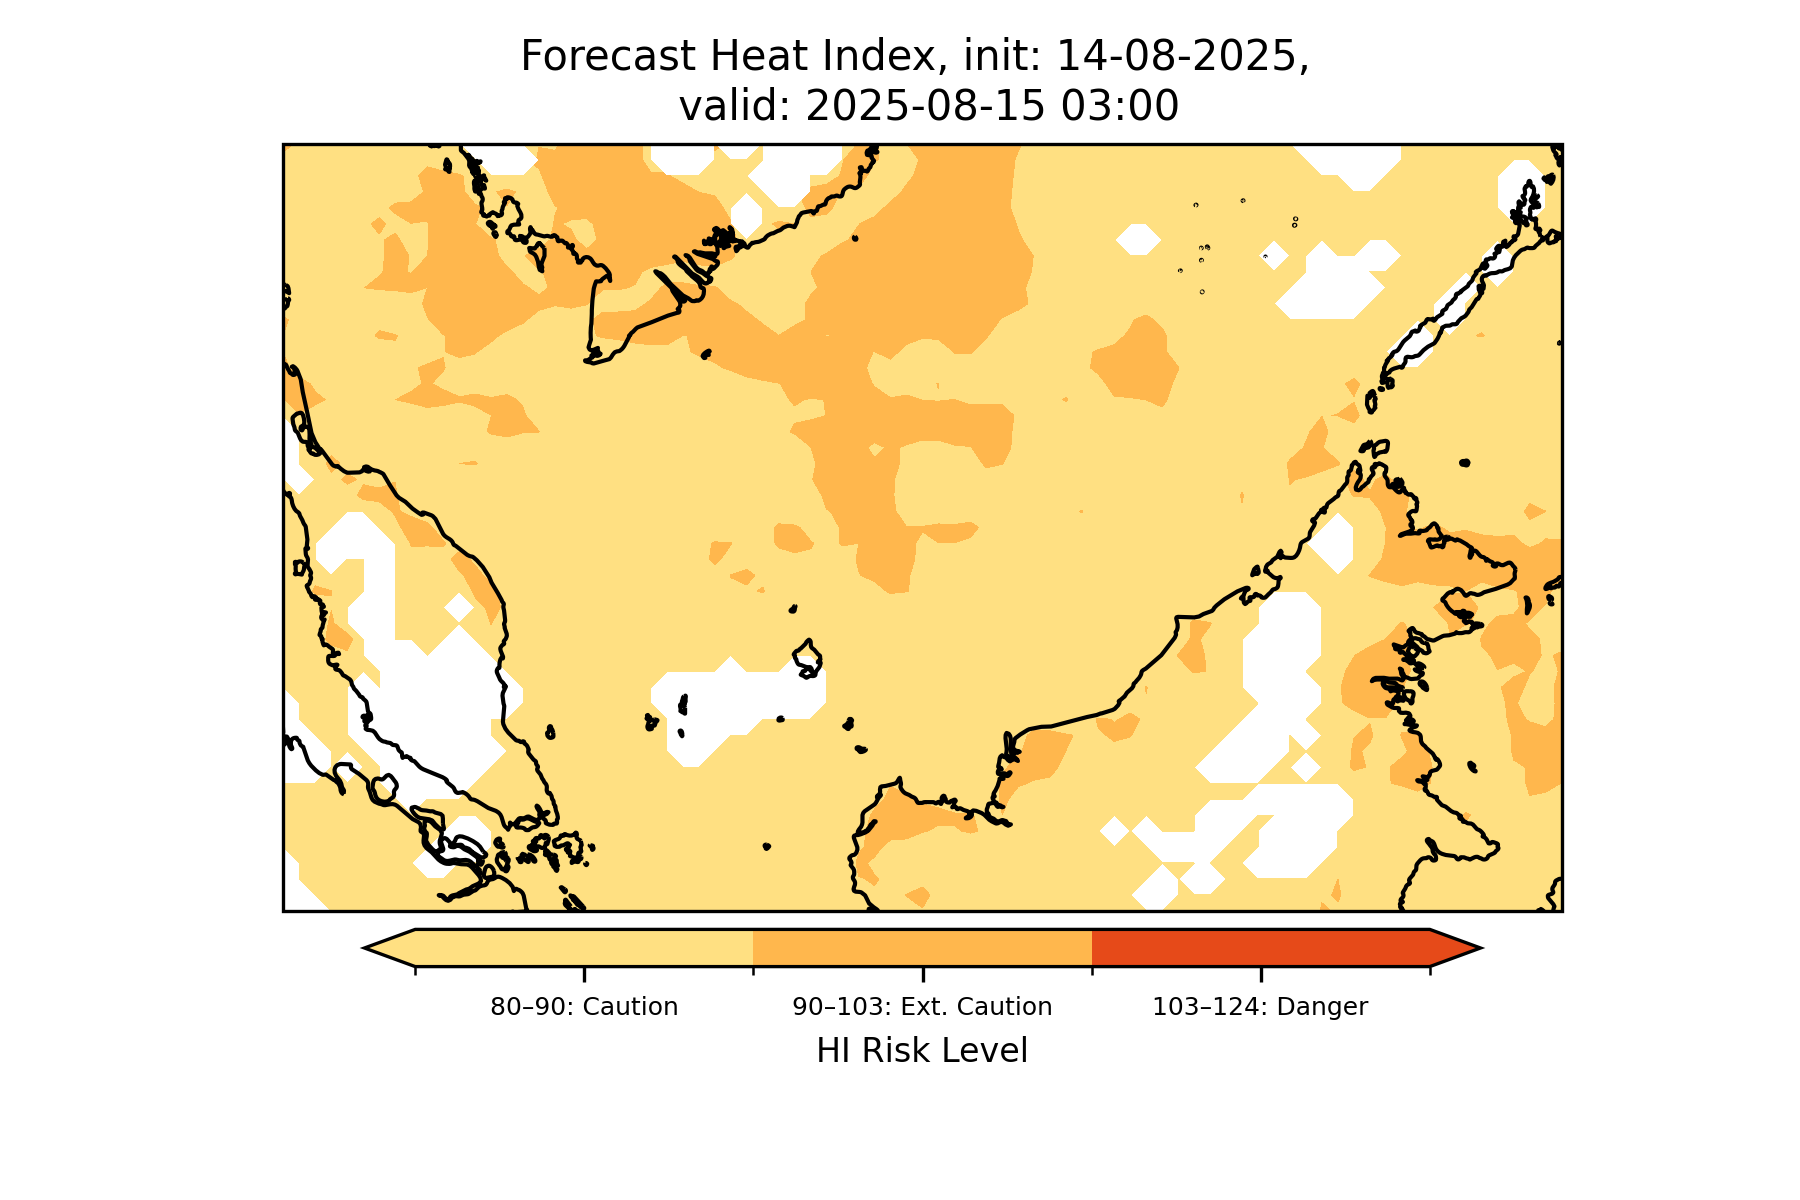 Forecast Heat Index, init: 14-08-2025,
valid: 2025-08-15 03:00
80–90: Caution
90–103: Ext. Caution
103–124: Danger
HI Risk Level